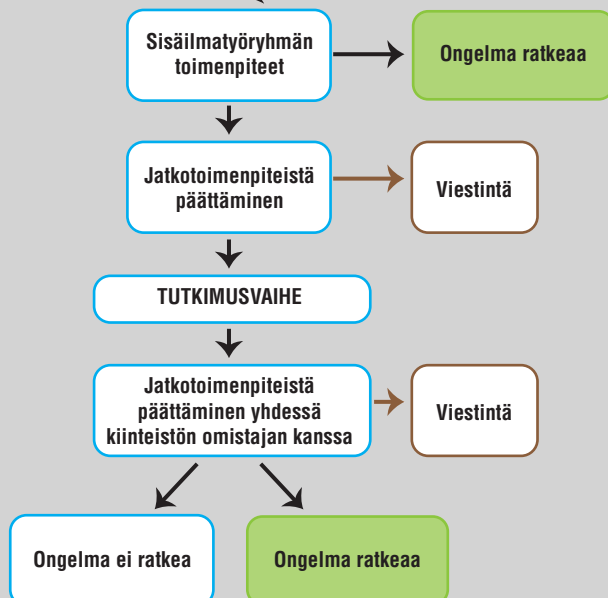 Sisäilmatyöryhmän
toimenpiteet
Ongelma ratkeaa
Jatkotoimenpiteistä
päättäminen
Viestintä
TUTKIMUSVAIHE
Jatkotoimenpiteistä
päättäminen yhdessä
kiinteistön omistajan kanssa
Viestintä
Ongelma ei ratkea
Ongelma ratkeaa